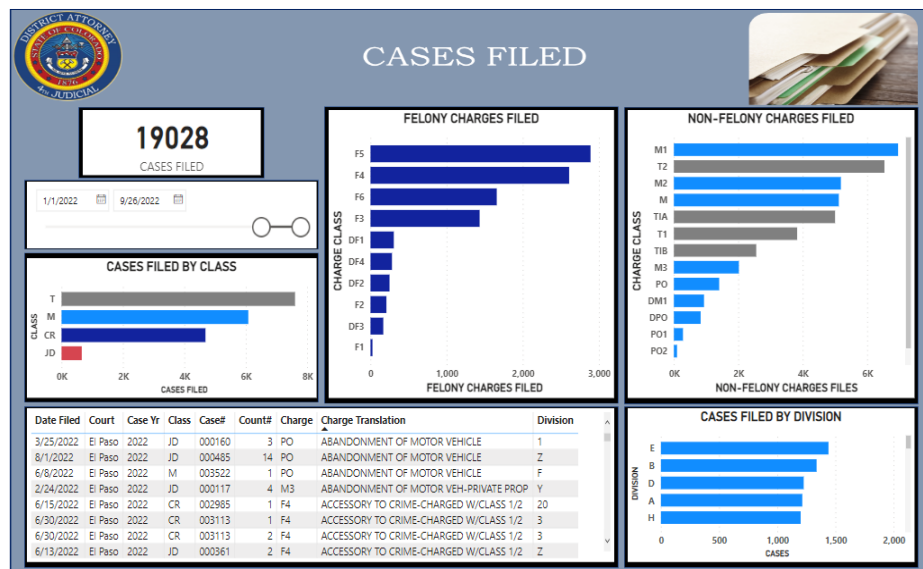 DISTRICT ATTORNEY
STATE OF COLORADO
1876
4TH JUDICIAL
CASES FILED
19028
CASES FILED
1/1/2022 9/26/2022
CASES FILED BY CLASS
CLASS
T
M
CR
JD
0K 2K 4K 6K 8K
CASES FILED
FELONY CHARGES FILED
CHARGE CLASS
F5
F4
F6
F3
DF1
DF4
DF2
F2
DF3
F1
0 1,000 2,000 3,000
FELONY CHARGES FILED
NON-FELONY CHARGES FILED
CHARGE CLASS
M1
T2
M2
M
TIA
T1
TIB
M3
PO
DM1
DPO
PO1
PO2
0K 2K 4K 6K
NON-FELONY CHARGES FILES
Date Filed Court Case Yr Class Case# Count# Charge Charge Translation Division
3/25/2022 El Paso 2022 JD 000160 3 PO ABANDONMENT OF MOTOR VEHICLE 1
8/1/2022 El Paso 2022 JD 000485 14 PO ABANDONMENT OF MOTOR VEHICLE Z
6/8/2022 El Paso 2022 M 003522 1 PO ABANDONMENT OF MOTOR VEHICLE F
2/24/2022 El Paso 2022 JD 000117 4 M3 ABANDONMENT OF MOTOR VEH-PRIVATE PROP Y
6/15/2022 El Paso 2022 CR 002985 1 F4 ACCESSORY TO CRIME-CHARGED W/CLASS 1/2 20
6/30/2022 El Paso 2022 CR 003113 1 F4 ACCESSORY TO CRIME-CHARGED W/CLASS 1/2 3
6/30/2022 El Paso 2022 CR 003113 2 F4 ACCESSORY TO CRIME-CHARGED W/CLASS 1/2 3
6/13/2022 El Paso 2022 JD 000361 2 F4 ACCESSORY TO CRIME-CHARGED W/CLASS 1/2 Z
CASES FILED BY DIVISION
DIVISION
E
B
D
A
H
0 500 1,000 1,500 2,000
CASES